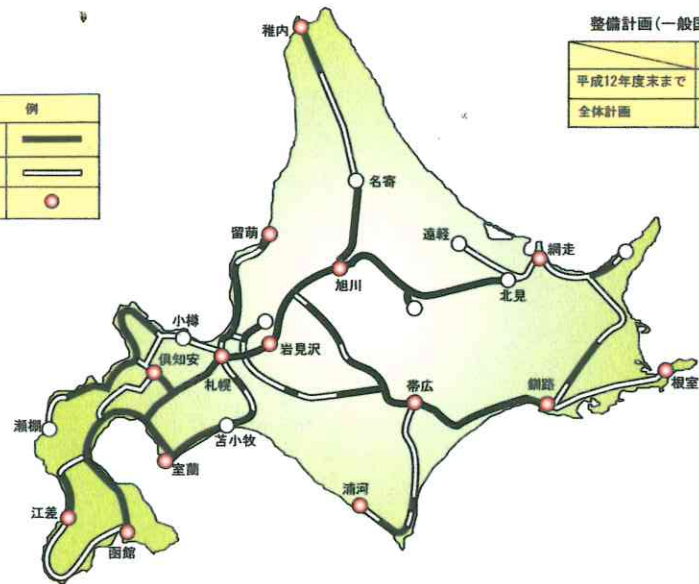 稚内
整備計画（一般国
平成12年度末まで
全体計画
例
名寄
留萌
遠軽
網走
旭川
北見
小樽
倶知安
岩見沢
札幌
帯広
釧路
根室
瀬棚
苫小牧
室蘭
浦河
江差
函館